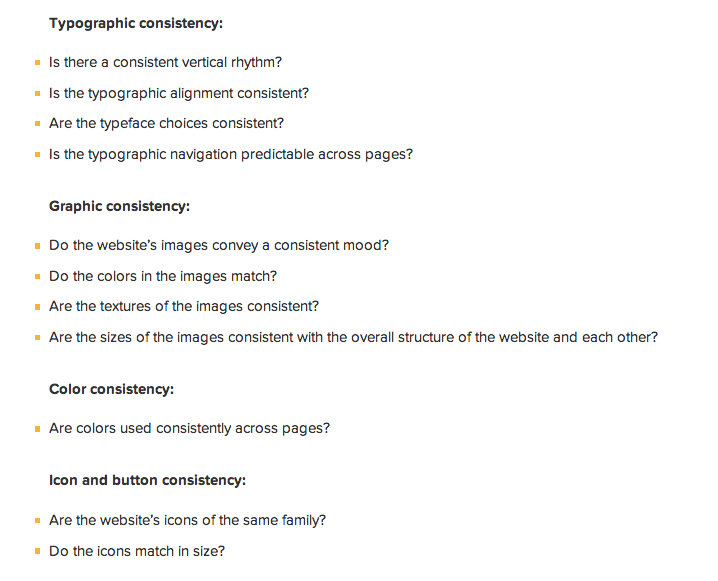 Typographic consistency:
Is there a consistent vertical rhythm?
Is the typographic alignment consistent?
Are the typeface choices consistent?
Is the typographic navigation predictable across pages?
Graphic consistency:
Do the website’s images convey a consistent mood?
Do the colors in the images match?
Are the textures of the images consistent?
Are the sizes of the images consistent with the overall structure of the website and each other?
Color consistency:
Are colors used consistently across pages?
Icon and button consistency:
Are the website’s icons of the same family?
Do the icons match in size?